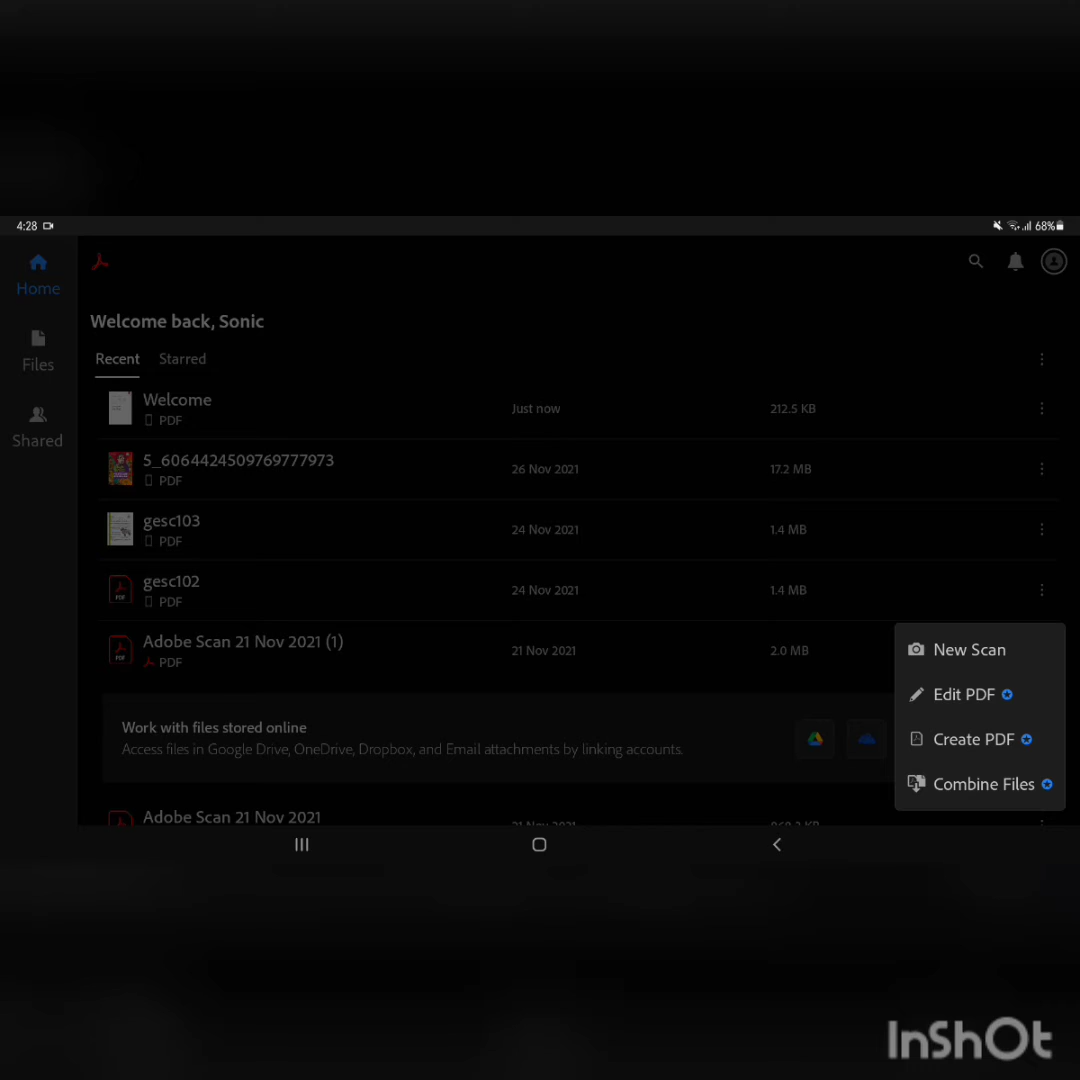 4:28
68%
Home
Files
Shared
Welcome back, Sonic
Recent Starred
Welcome
PDF
Just now
212.5 KB
5_6064424509769777973
PDF
26 Nov 2021
17.2 MB
gesc103
PDF
24 Nov 2021
1.4 MB
gesc102
PDF
24 Nov 2021
1.4 MB
Adobe Scan 21 Nov 2021 (1)
PDF
21 Nov 2021
2.0 MB
Work with files stored online
Access files in Google Drive, OneDrive, Dropbox, and Email attachments by linking accounts.
Adobe Scan 21 Nov 2021
21 Nov 2021
New Scan
Edit PDF
Create PDF
Combine Files
InShOt